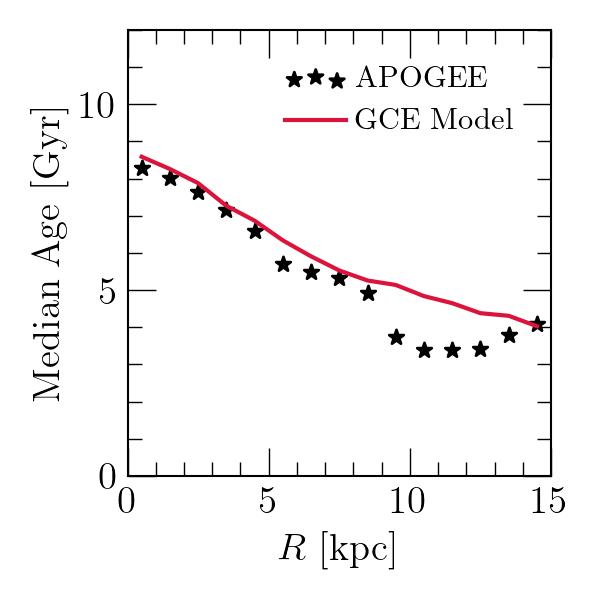 APOGEE
GCE Model
Median Age [Gyr]
10
5
0
0 5 10 15
R [kpc]